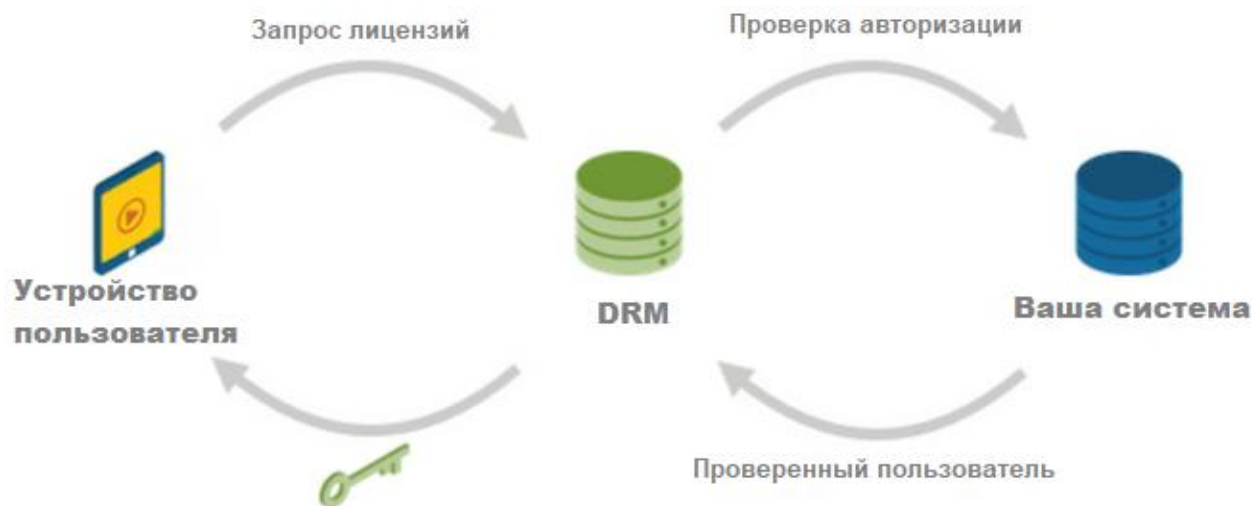 Запрос лицензий
Проверка авторизации
Устройство
пользователя
DRM
Ваша система
Проверенный пользователь